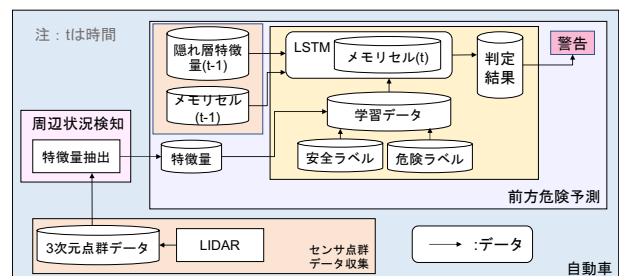 注：tは時間
隠れ層特徴
量(t-1)
LSTM
メモリセル(t)
判定
結果
警告
メモリセル
(t-1)
学習データ
周辺状況検知
特徴量抽出
特徴量
安全ラベル
危険ラベル
前方危険予測
3次元点群データ
LIDAR
センサ点群
データ収集
:データ
自動車